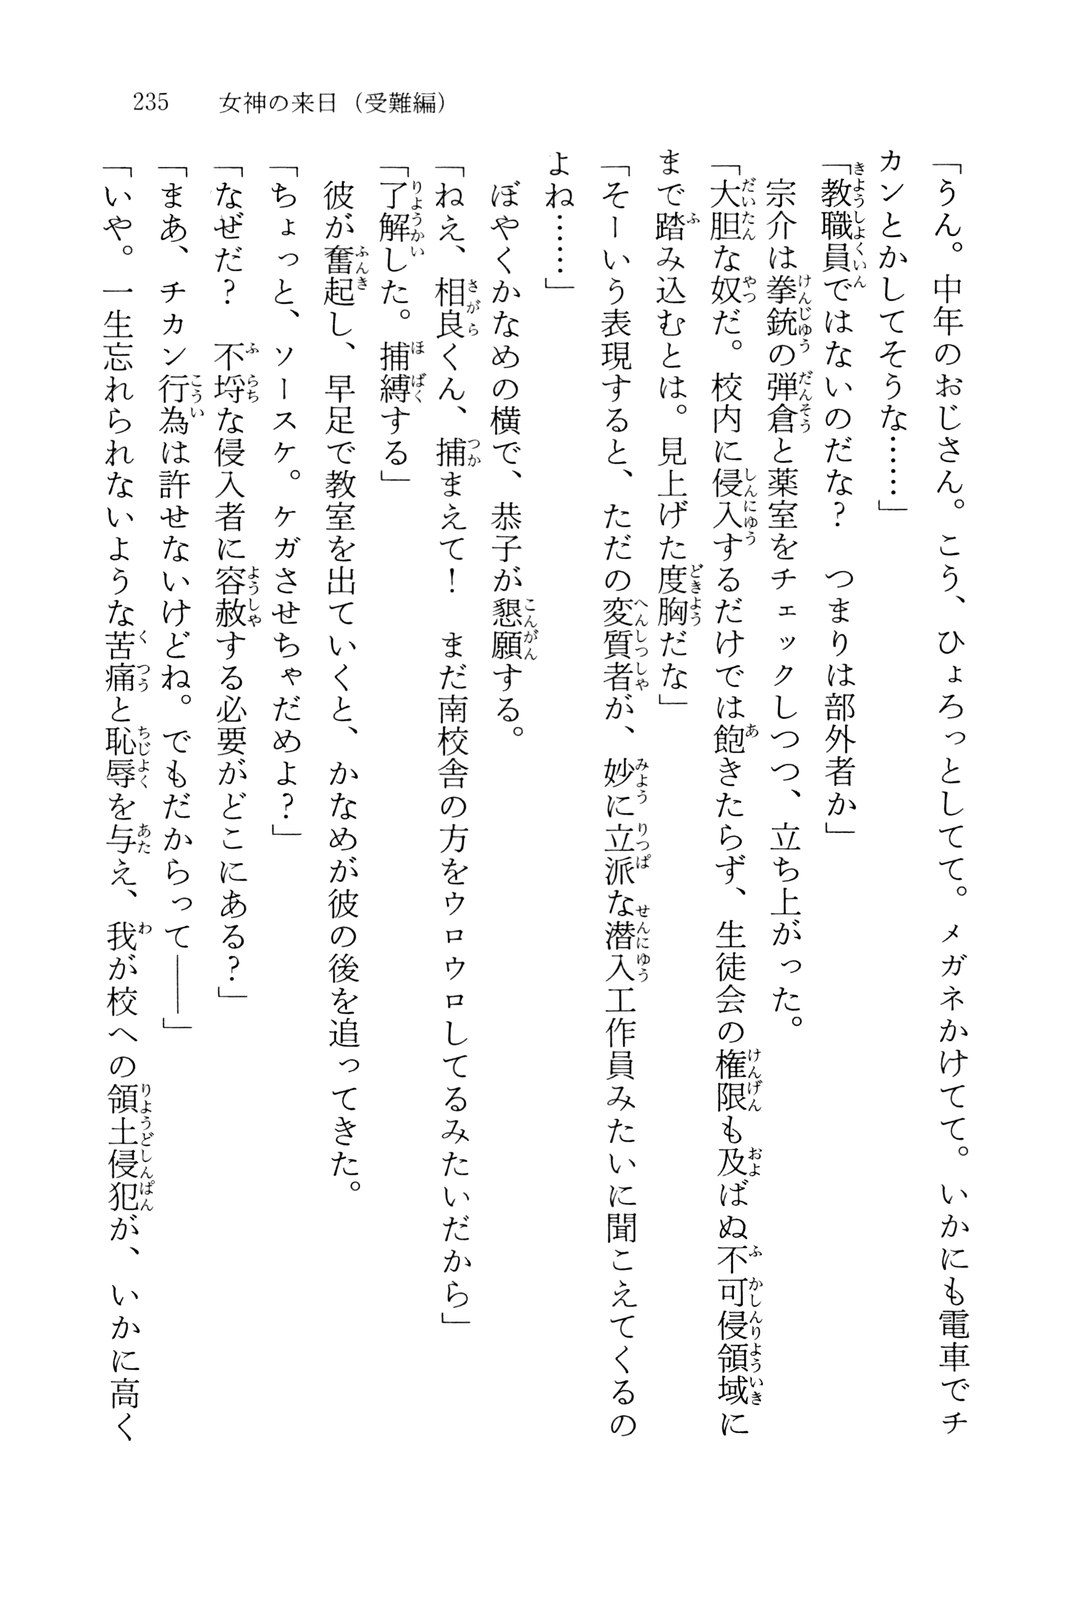 235　女神の来日（受難編）
「うん。中年のおじさん。こう、ひょろっとしてて。メガネかけてて。いかにも電車でチ
カンとかしてそうな……」
「教職員ではないのだな？　つまりは部外者か」
　宗介は拳銃の弾倉と薬室をチェックしつつ、立ち上がった。
「大胆な奴だ。校内に侵入するだけでは飽きたらず、生徒会の権限も及ばぬ不可侵領域に
まで踏み込むとは。見上げた度胸だな」
「そーいう表現すると、ただの変質者が、妙に立派な潜入工作員みたいに聞こえてくるの
よね……」
　ぼやくかなめの横で、恭子が懇願する。
「ねえ、相良くん、捕まえて！　まだ南校舎の方をウロウロしてるみたいだから」
「了解した。捕縛する」
　彼が奮起し、早足で教室を出ていくと、かなめが彼の後を追ってきた。
「ちょっと、ソースケ。ケガさせちゃだめよ？」
「なぜだ？　不埒な侵入者に容赦する必要がどこにある？」
「まあ、チカン行為は許せないけどね。でもだからって――」
「いや。一生忘れられないような苦痛と恥辱を与え、我が校への領土侵犯が、いかに高く